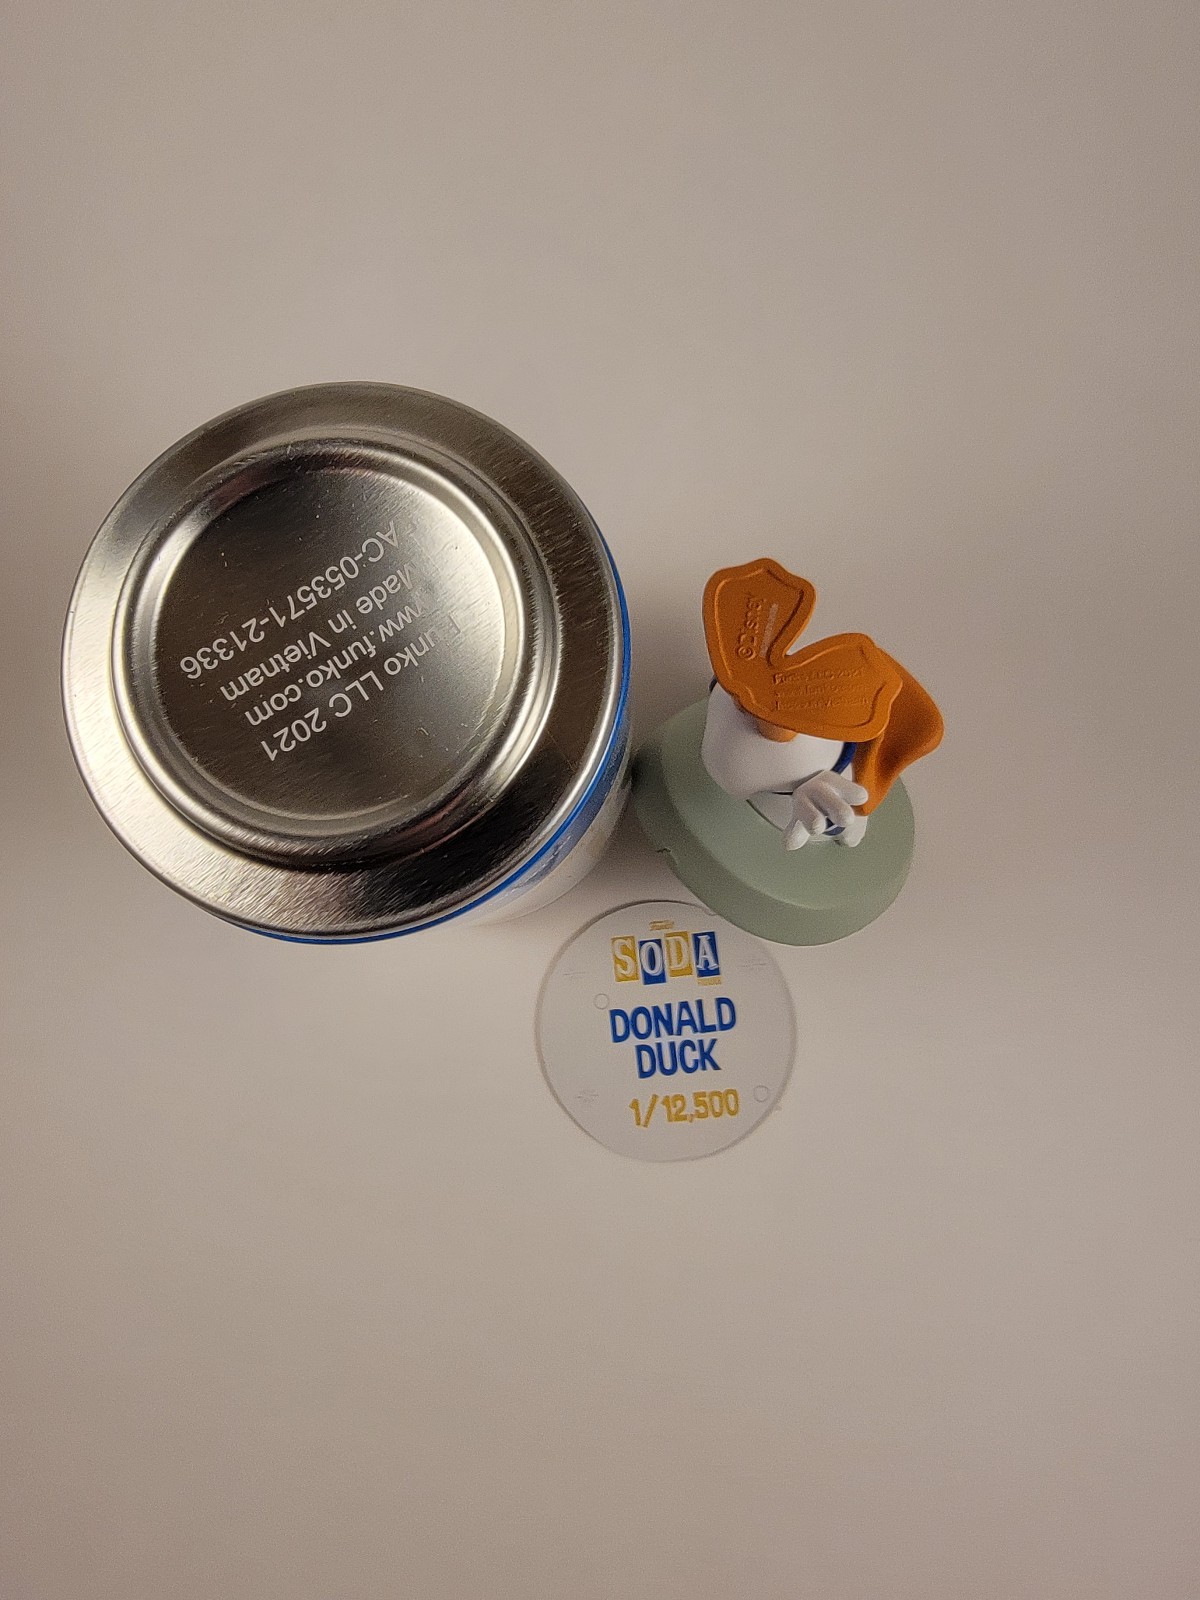 Funko LLC 2021
www.funko.com
Made in Vietnam
AC-053571-21336
©Disney
Funko
SODA
DONALD
DUCK
1/12,500